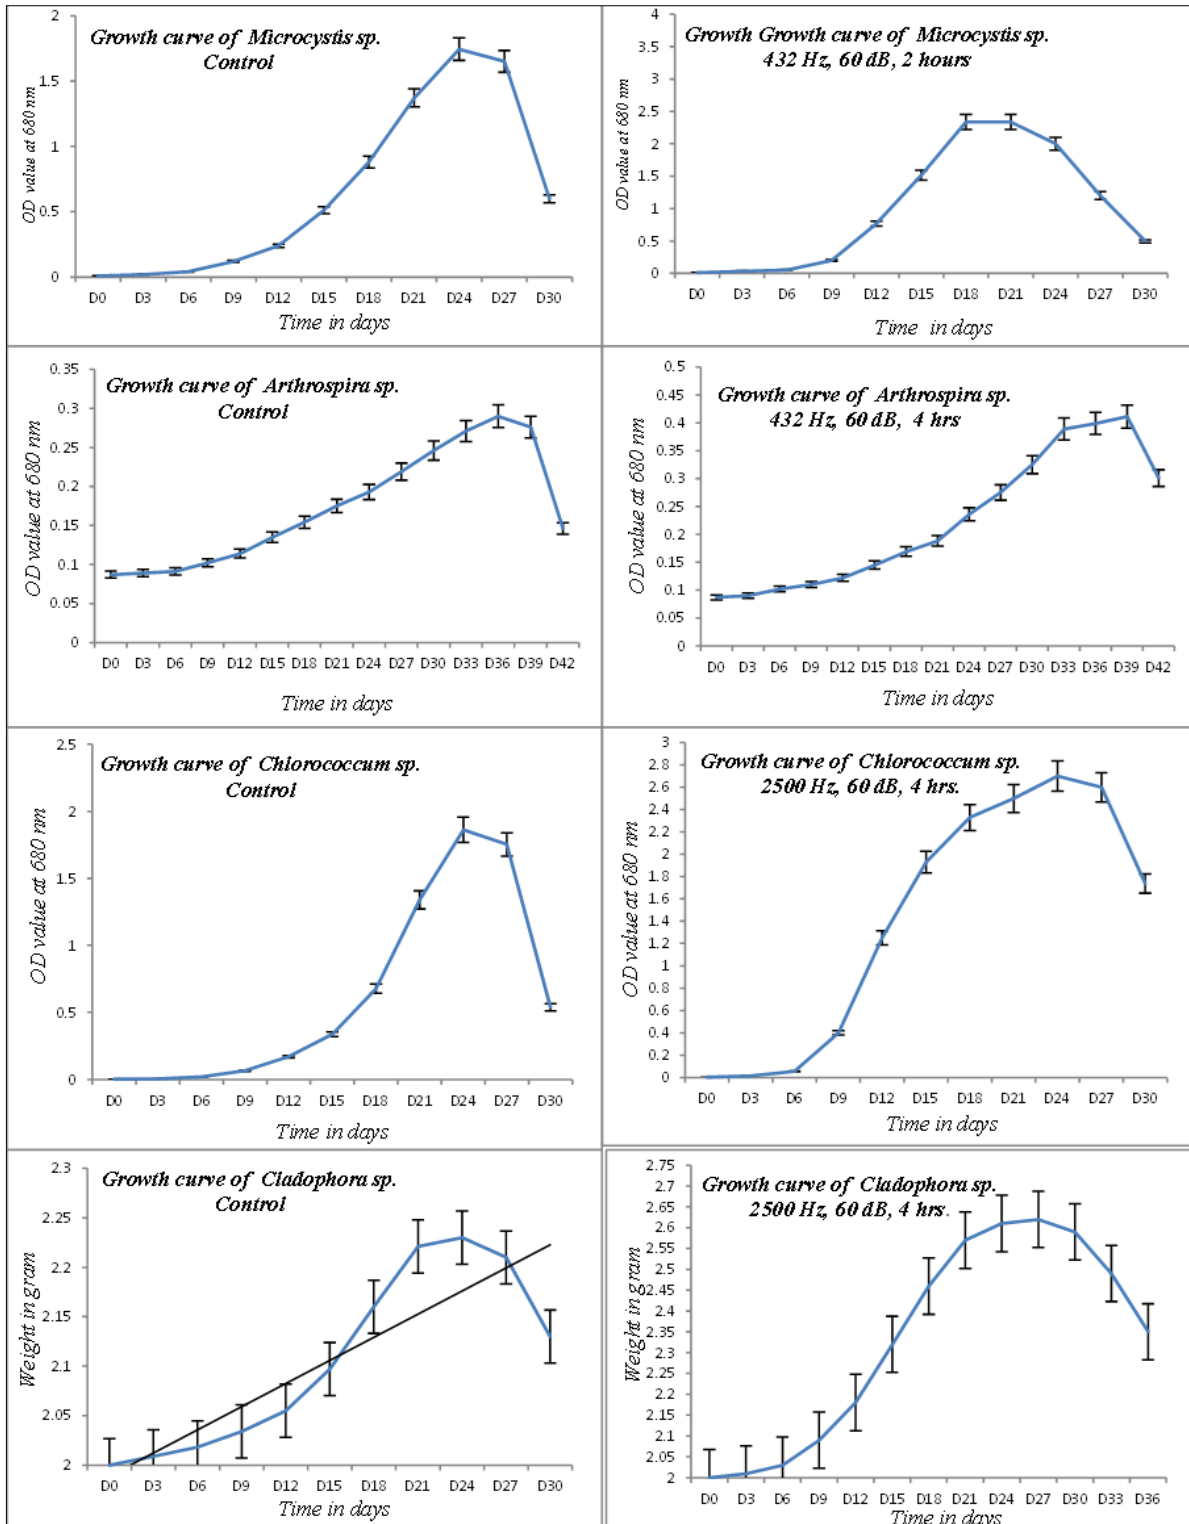 Growth curve of Microcystis sp.
Control
OD value at 680 nm
2
1.5
1
0.5
0
D0 D3 D6 D9 D12 D15 D18 D21 D24 D27 D30
Time in days
Growth Growth curve of Microcystis sp.
432 Hz, 60 dB, 2 hours
OD value at 680 nm
4
3.5
3
2.5
2
1.5
1
0.5
0
D0 D3 D6 D9 D12 D15 D18 D21 D24 D27 D30
Time in days
Growth curve of Arthrospira sp.
Control
OD value at 680 nm
0.35
0.3
0.25
0.2
0.15
0.1
0.05
0
D0 D3 D6 D9 D12 D15 D18 D21 D24 D27 D30 D33 D36 D39 D42
Time in days
Growth curve of Arthrospira sp.
432 Hz, 60 dB, 4 hrs
OD value at 680 nm
0.5
0.45
0.4
0.35
0.3
0.25
0.2
0.15
0.1
0.05
0
D0 D3 D6 D9 D12 D15 D18 D21 D24 D27 D30 D33 D36 D39 D42
Time in days
Growth curve of Chlorococcum sp.
Control
OD value at 680 nm
2.5
2
1.5
1
0.5
0
D0 D3 D6 D9 D12 D15 D18 D21 D24 D27 D30
Time in days
Growth curve of Chlorococcum sp.
2500 Hz, 60 dB, 4 hrs.
OD value at 680 nm
3
2.8
2.6
2.4
2.2
2
1.8
1.6
1.4
1.2
1
0.8
0.6
0.4
0.2
0
D0 D3 D6 D9 D12 D15 D18 D21 D24 D27 D30
Time in days
Growth curve of Cladophora sp.
Control
Weight in gram
2.3
2.25
2.2
2.15
2.1
2.05
2
D0 D3 D6 D9 D12 D15 D18 D21 D24 D27 D30
Time in days
Growth curve of Cladophora sp.
2500 Hz, 60 dB, 4 hrs.
Weight in gram
2.75
2.7
2.65
2.6
2.55
2.5
2.45
2.4
2.35
2.3
2.25
2.2
2.15
2.1
2.05
2
D0 D3 D6 D9 D12 D15 D18 D21 D24 D27 D30 D33 D36
Time in days